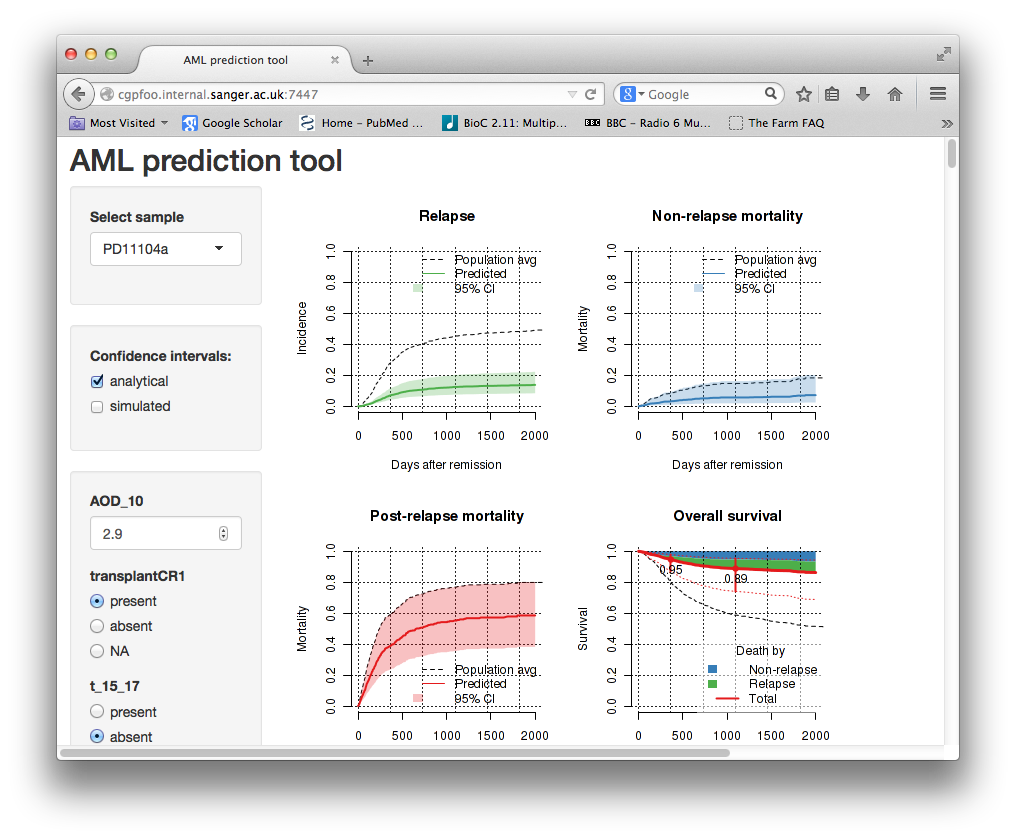 AML prediction tool
cgpfoo.internal.sanger.ac.uk:7447
Google
Most Visited
Google Scholar
Home – PubMed ...
BioC 2.11: Multip...
BBC
BBC – Radio 6 Mu...
The Farm FAQ
AML prediction tool
Select sample
PD11104a
Confidence intervals:
analytical
simulated
AOD_10
2.9
transplantCR1
present
absent
NA
t_15_17
present
absent
Relapse
Incidence
1.0
0.8
0.6
0.4
0.2
0.0
Population avg
Predicted
95% CI
0 500 1000 1500 2000
Days after remission
Non-relapse mortality
Mortality
1.0
0.8
0.6
0.4
0.2
0.0
Population avg
Predicted
95% CI
0 500 1000 1500 2000
Days after remission
Post-relapse mortality
Mortality
1.0
0.8
0.6
0.4
0.2
0.0
Population avg
Predicted
95% CI
0 500 1000 1500 2000
Overall survival
Survival
1.0
0.8
0.6
0.4
0.2
0.0
0.95
0.89
Death by
Non-relapse
Relapse
Total
0 500 1000 1500 2000